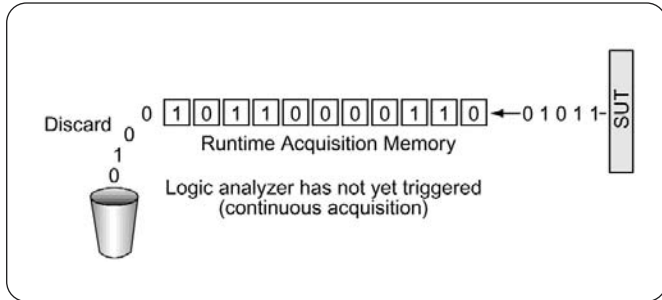 0 1 0 1 1 0 0 0 0 1 1 0 0 1 0 1 1 SUT
Discard
0
1
0
Runtime Acquisition Memory
Logic analyzer has not yet triggered
(continuous acquisition)